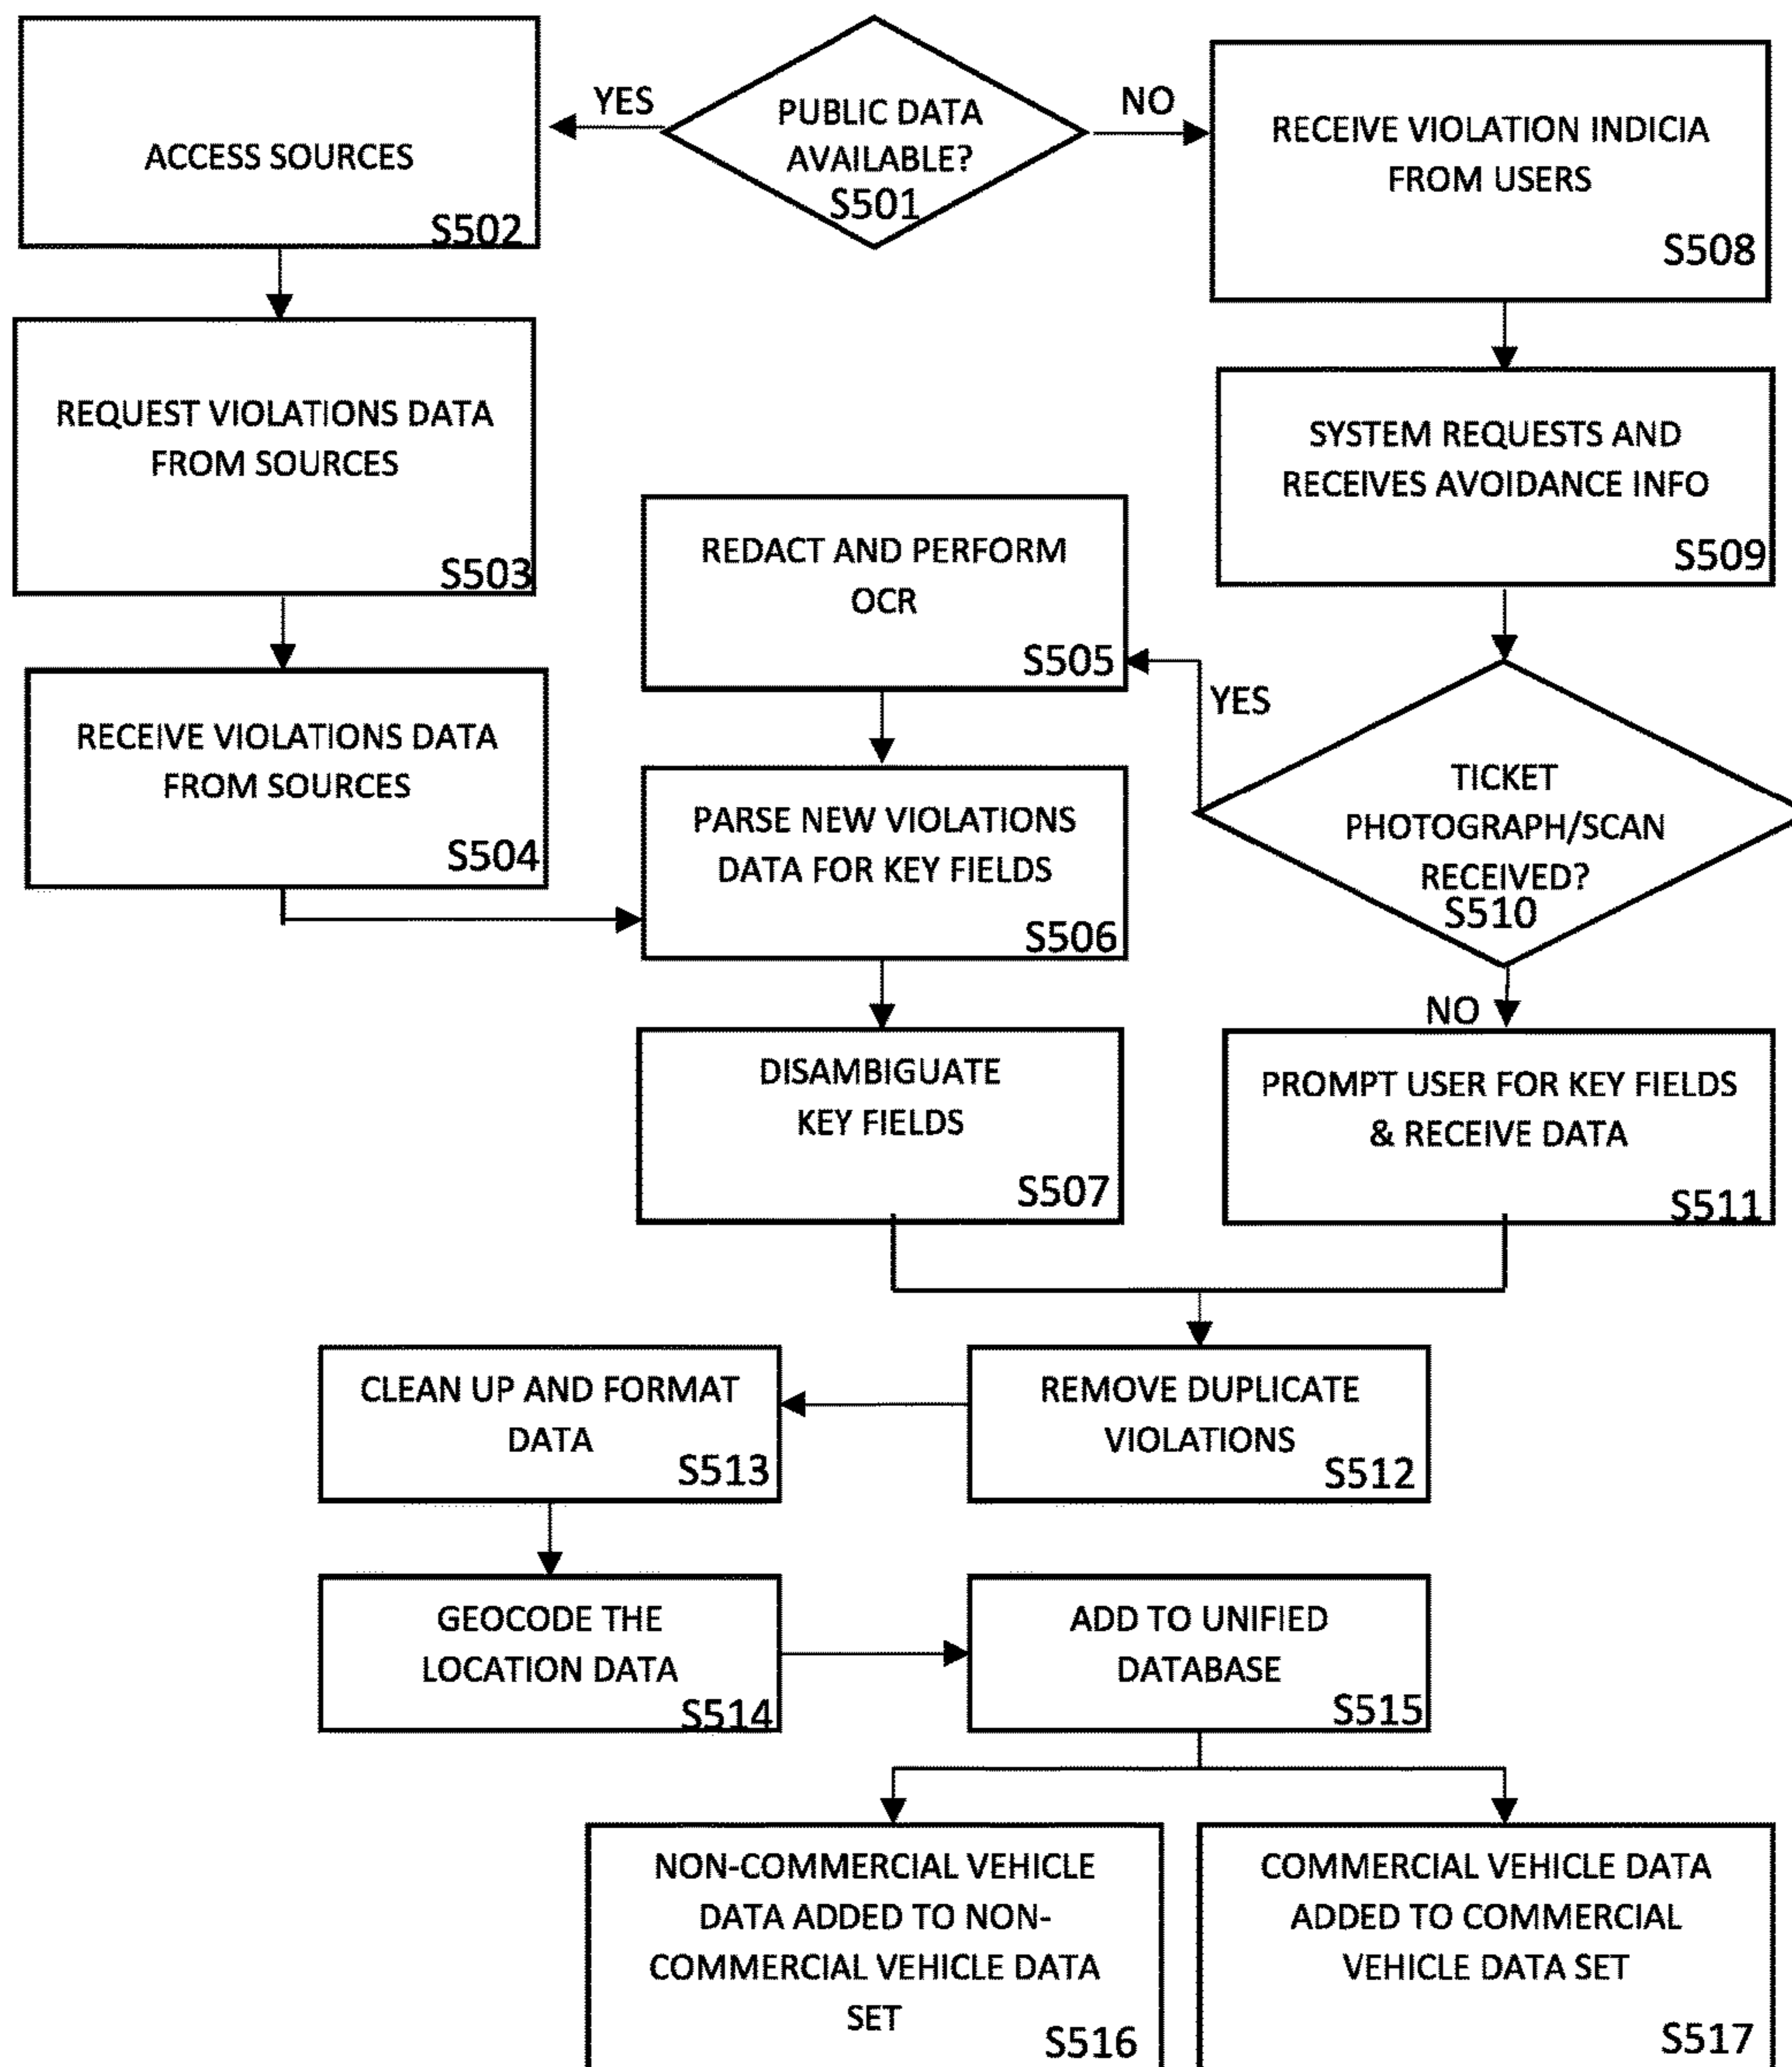 ACCESS SOURCES
S502
YES
PUBLIC DATA
AVAILABLE?
S501
NO
RECEIVE VIOLATION INDICIA
FROM USERS
S508
REQUEST VIOLATIONS DATA
FROM SOURCES
S503
SYSTEM REQUESTS AND
RECEIVES AVOIDANCE INFO
S509
REDACT AND PERFORM
OCR
S505
YES
RECEIVE VIOLATIONS DATA
FROM SOURCES
S504
PARSE NEW VIOLATIONS
DATA FOR KEY FIELDS
S506
TICKET
PHOTOGRAPH/SCAN
RECEIVED?
S510
NO
DISAMBIGUATE
KEY FIELDS
S507
PROMPT USER FOR KEY FIELDS
& RECEIVE DATA
S511
CLEAN UP AND FORMAT
DATA
S513
REMOVE DUPLICATE
VIOLATIONS
S512
GEOCODE THE
LOCATION DATA
S514
ADD TO UNIFIED
DATABASE
S515
NON-COMMERCIAL VEHICLE
DATA ADDED TO NON-
COMMERCIAL VEHICLE DATA
SET
S516
COMMERCIAL VEHICLE DATA
ADDED TO COMMERCIAL
VEHICLE DATA SET
S517